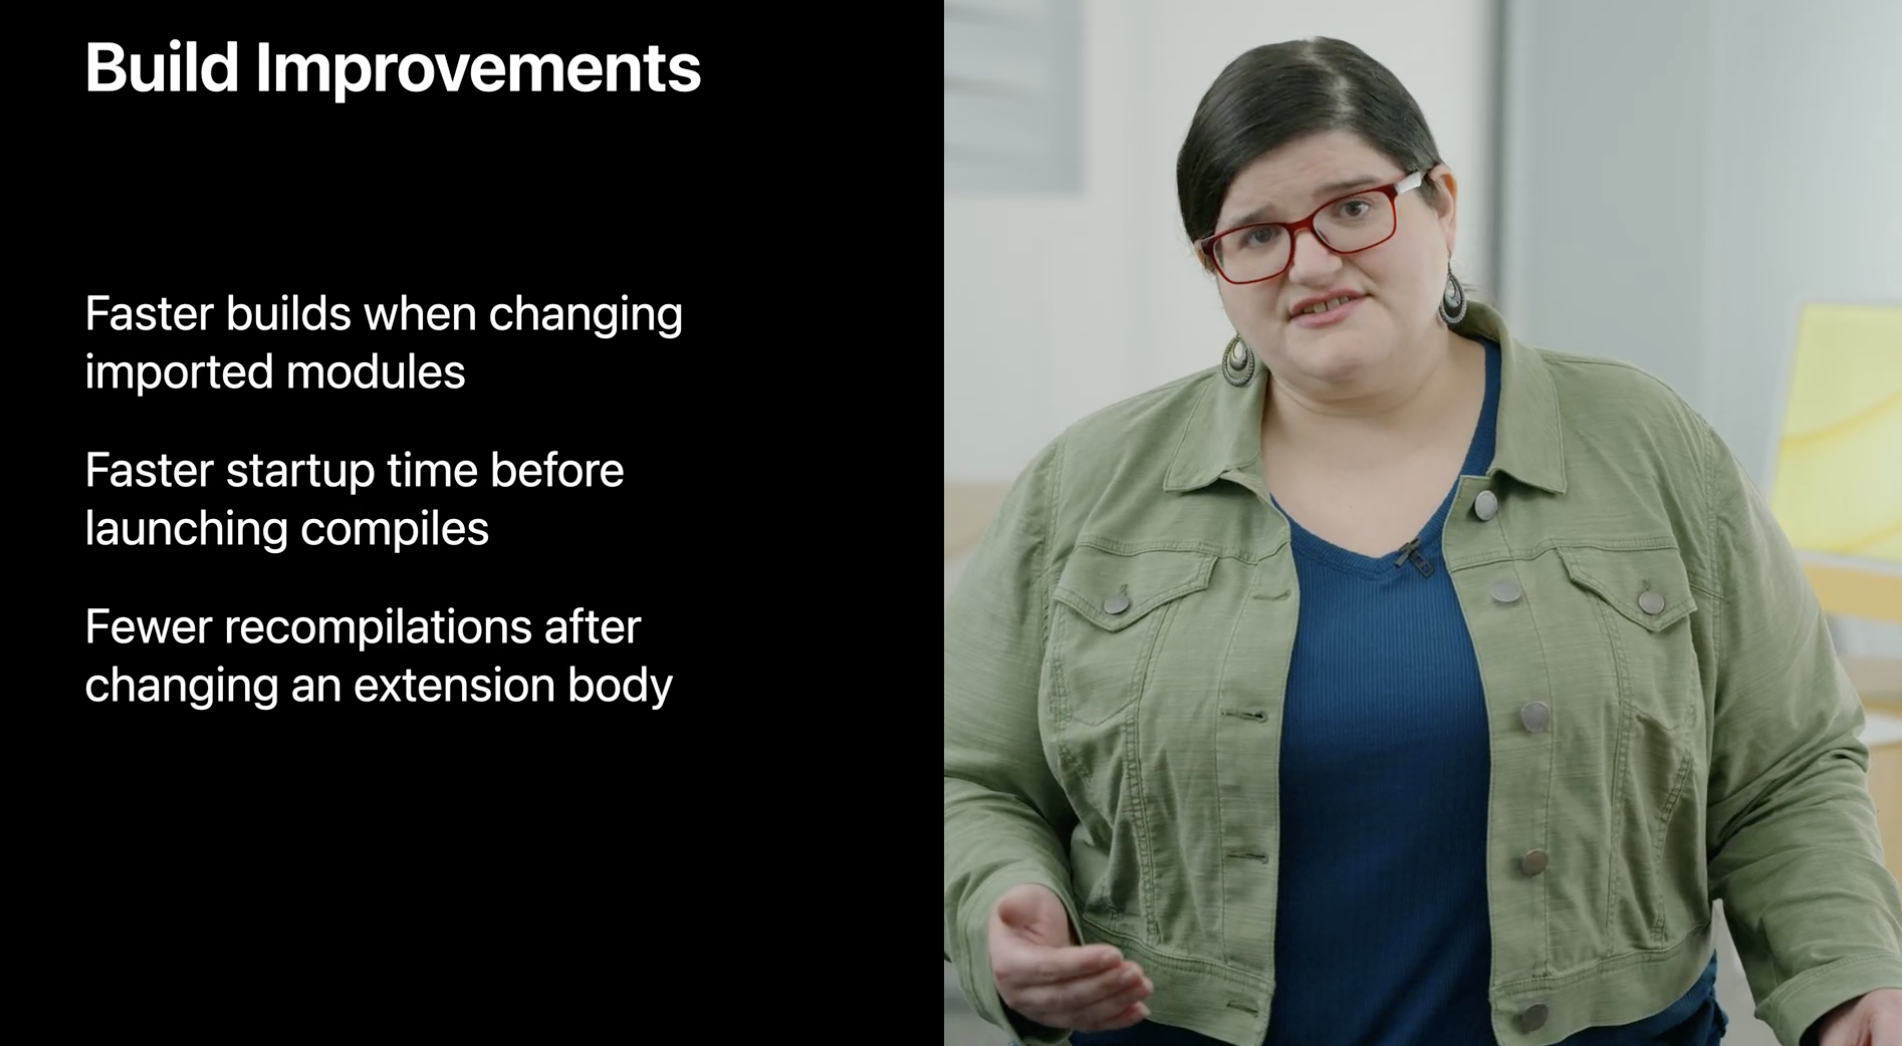 Build Improvements
Faster builds when changing
imported modules
Faster startup time before
launching compiles
Fewer recompilations after
changing an extension body